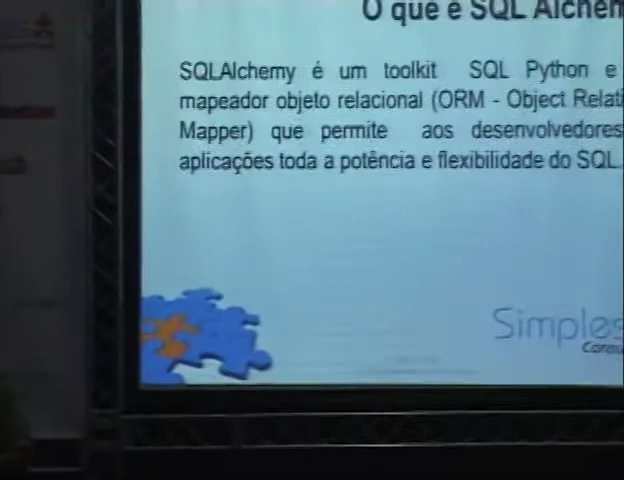 O que é SQL Alchem
SQLAlchemy é um toolkit SQL Python e
mapeador objeto relacional (ORM - Object Relati
Mapper) que permite aos desenvolvedores
aplicações toda a potência e flexibilidade do SQL.
Simples
Consu